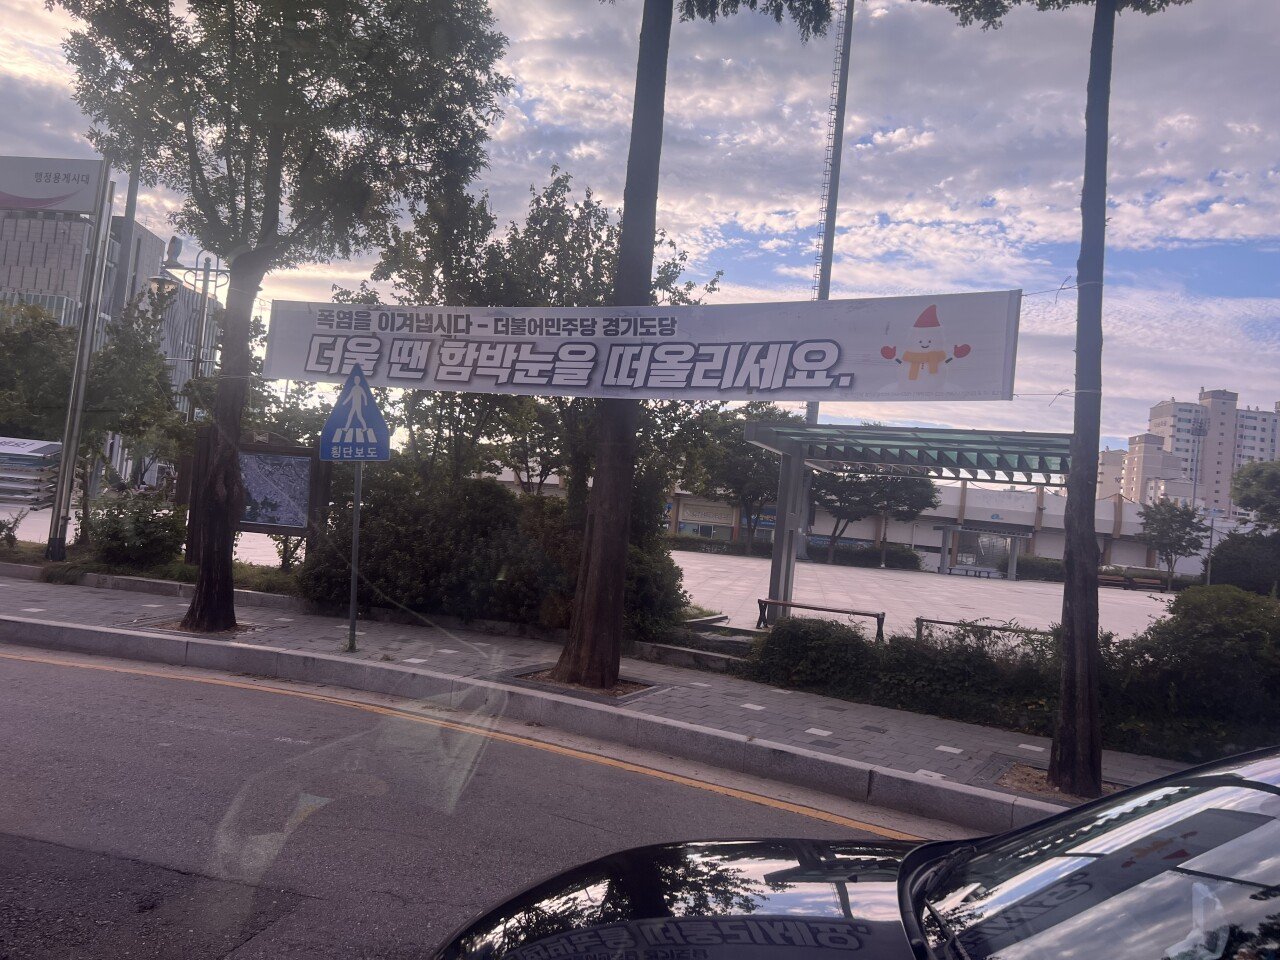 폭염을 이겨냅시다 - 더불어민주당 경기도당
더울 땐 함박눈을 떠올리세요.
횡단보도